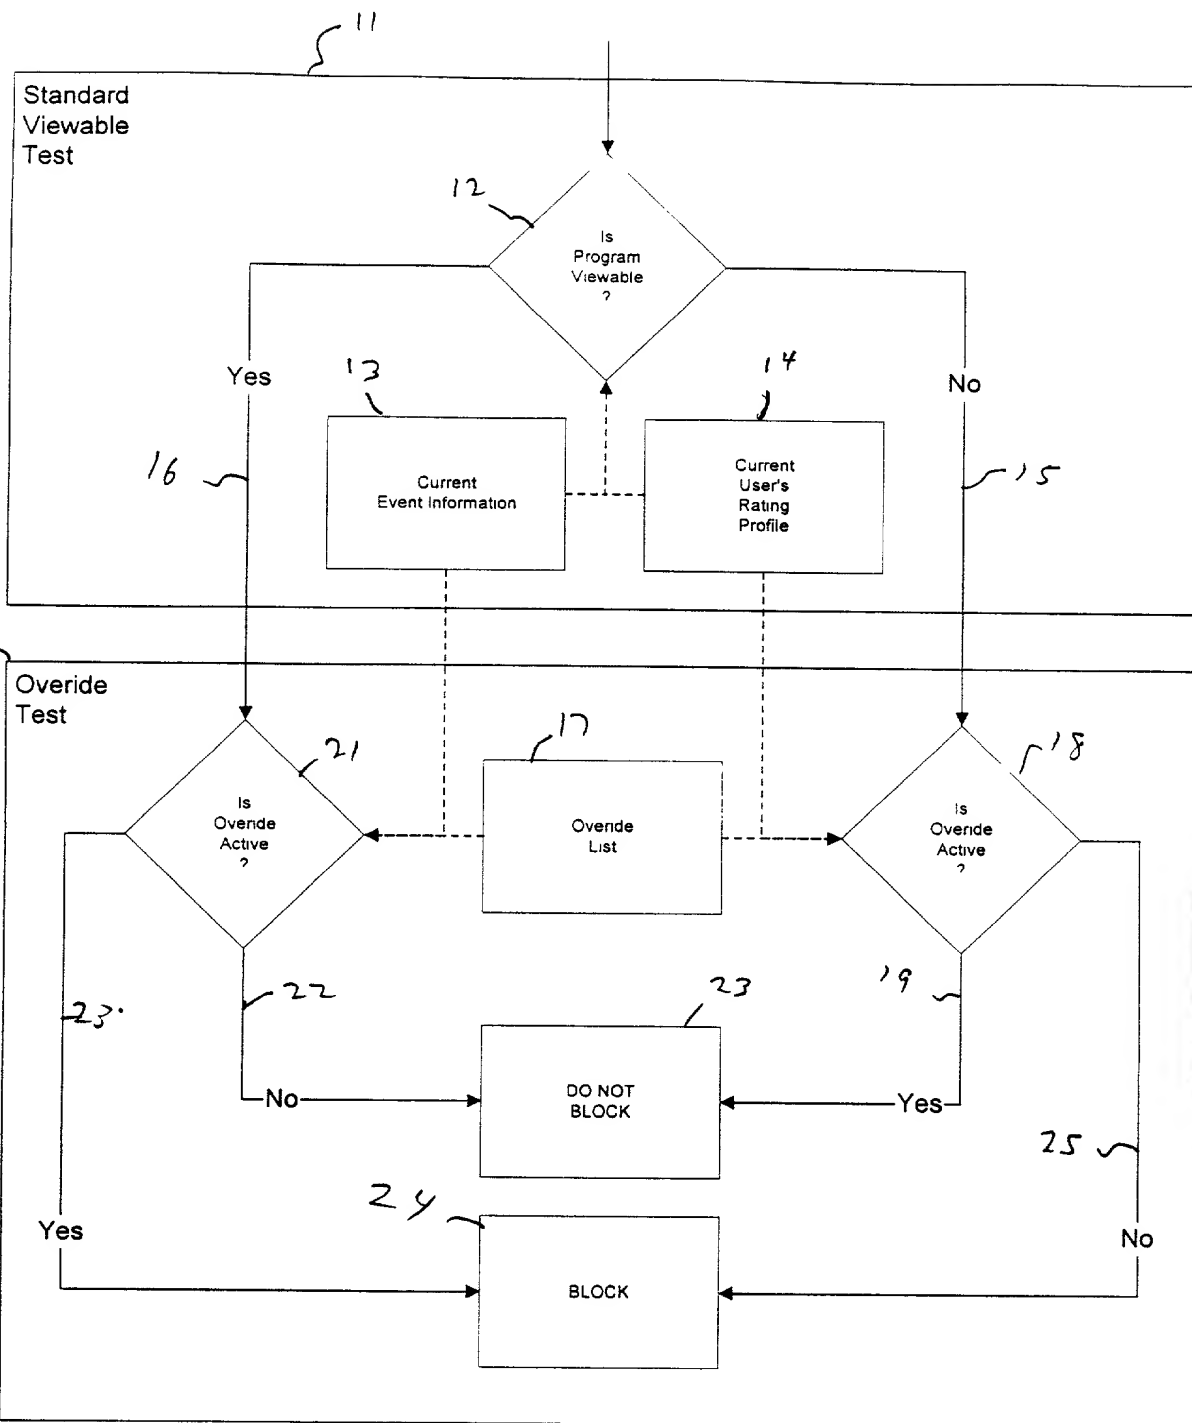 11
Standard
Viewable
Test
12
Is
Program
Viewable
?
Yes
13
14
No
16
Current
Event Information
Current
User's
Rating
Profile
15
Overide
Test
21
17
18
Is
Overide
Active
?
Overide
List
Is
Override
Active
?
19
22
23
23
No
DO NOT
BLOCK
Yes
25
24
Yes
No
BLOCK